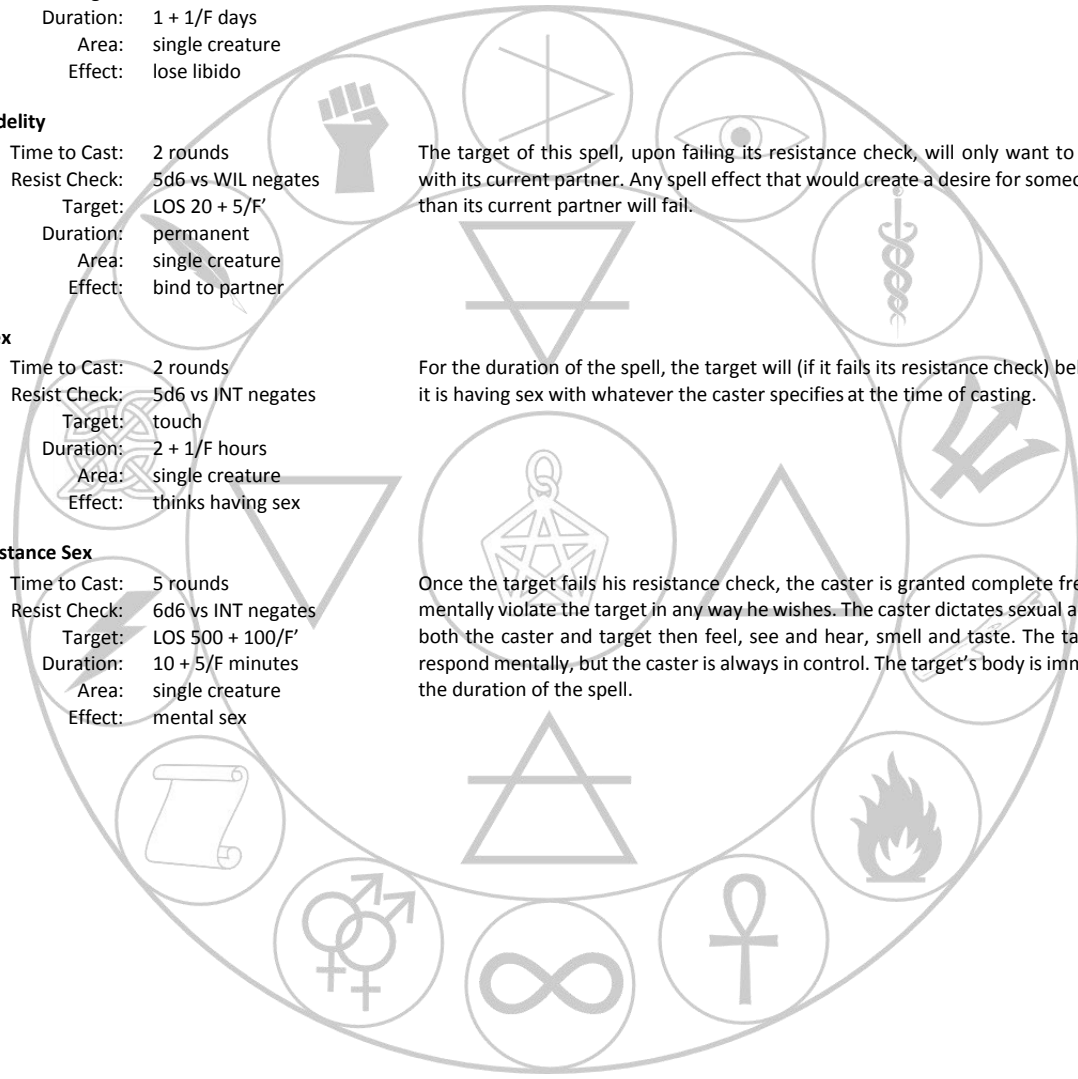 Duration: 1 + 1/F days
Area: single creature
Effect: lose libido
delity
Time to Cast: 2 rounds
Resist Check: 5d6 vs WIL negates
Target: LOS 20 + 5/F’
Duration: permanent
Area: single creature
Effect: bind to partner
The target of this spell, upon failing its resistance check, will only want to
with its current partner. Any spell effect that would create a desire for someo
than its current partner will fail.
ex
Time to Cast: 2 rounds
Resist Check: 5d6 vs INT negates
Target: touch
Duration: 2 + 1/F hours
Area: single creature
Effect: thinks having sex
For the duration of the spell, the target will (if it fails its resistance check) bel
it is having sex with whatever the caster specifies at the time of casting.
stance Sex
Time to Cast: 5 rounds
Resist Check: 6d6 vs INT negates
Target: LOS 500 + 100/F’
Duration: 10 + 5/F minutes
Area: single creature
Effect: mental sex
Once the target fails his resistance check, the caster is granted complete fre
mentally violate the target in any way he wishes. The caster dictates sexual a
both the caster and target then feel, see and hear, smell and taste. The ta
respond mentally, but the caster is always in control. The target’s body is imm
the duration of the spell.